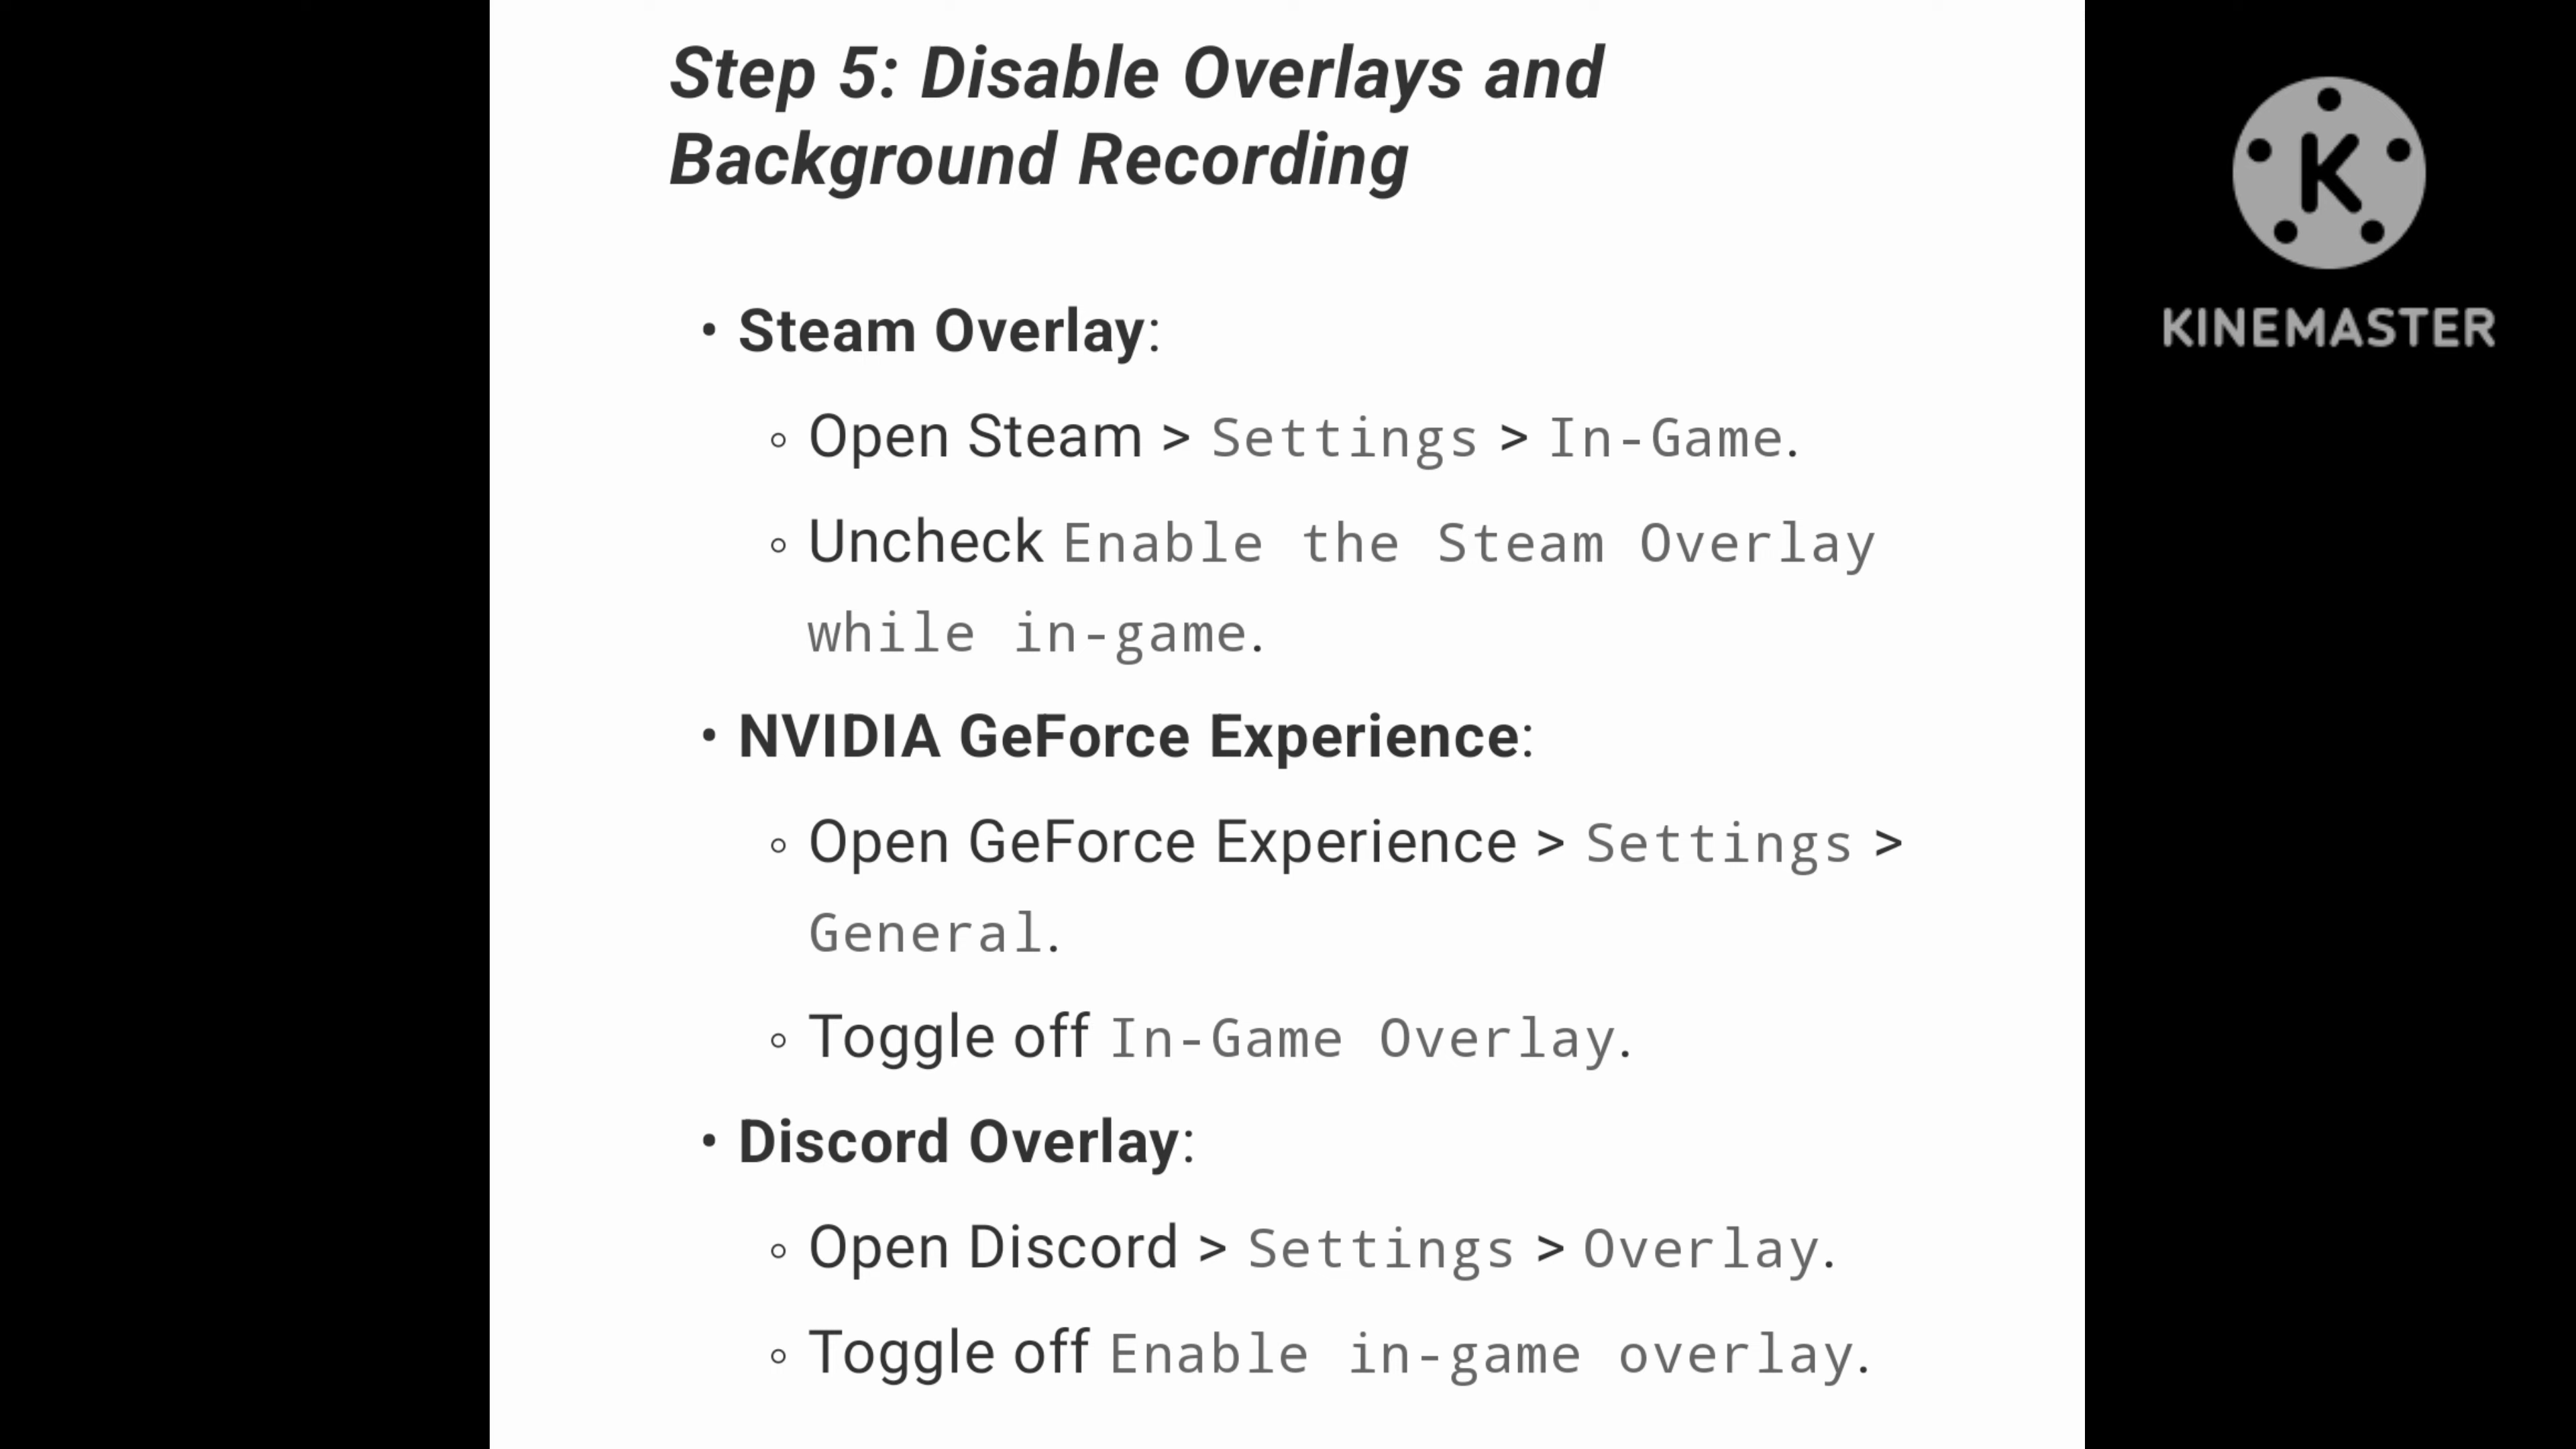 Step 5: Disable Overlays and
Background Recording
• Steam Overlay:
◦ Open Steam > Settings > In-Game.
◦ Uncheck Enable the Steam Overlay
while in-game.
• NVIDIA GeForce Experience:
◦ Open GeForce Experience > Settings >
General.
◦ Toggle off In-Game Overlay.
• Discord Overlay:
◦ Open Discord > Settings > Overlay.
◦ Toggle off Enable in-game overlay.
K
KINEMASTER